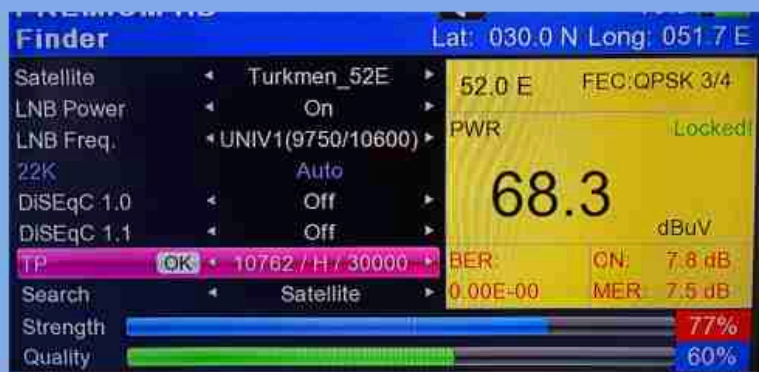 Finder
Lat: 030.0 N Long: 051.7 E
Satellite Turkmen_52E
LNB Power On
LNB Freq. UNIV1(9750/10600)
22K Auto
DiSEqC 1.0 Off
DiSEqC 1.1 Off
TP OK 10762 / H / 30000
Search Satellite
52.0 E FEC:QPSK 3/4
PWR Locked!
68.3
dBuV
BER: CN: 7.8 dB
0.00E-00 MER: 7.5 dB
Strength 77%
Quality 60%